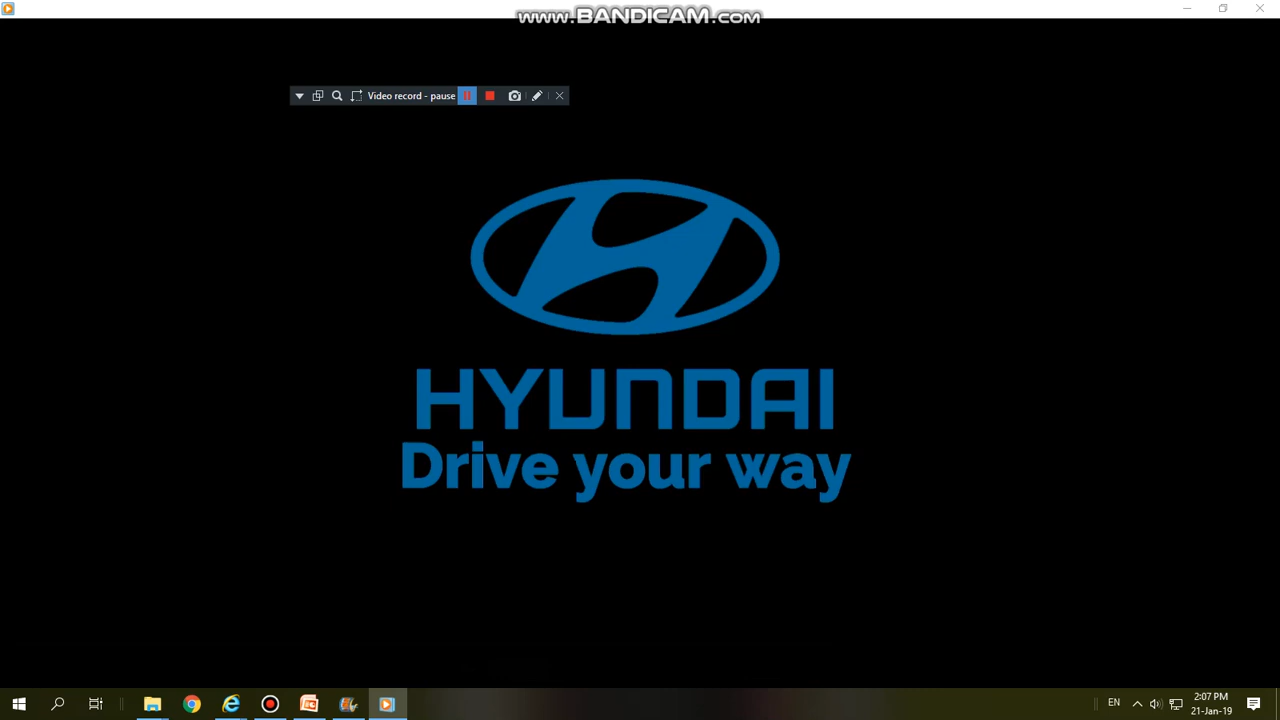 www.BANDICAM.com
Video record - pause
HYUNDAI
Drive your way
EN
2:07 PM
21-Jan-19